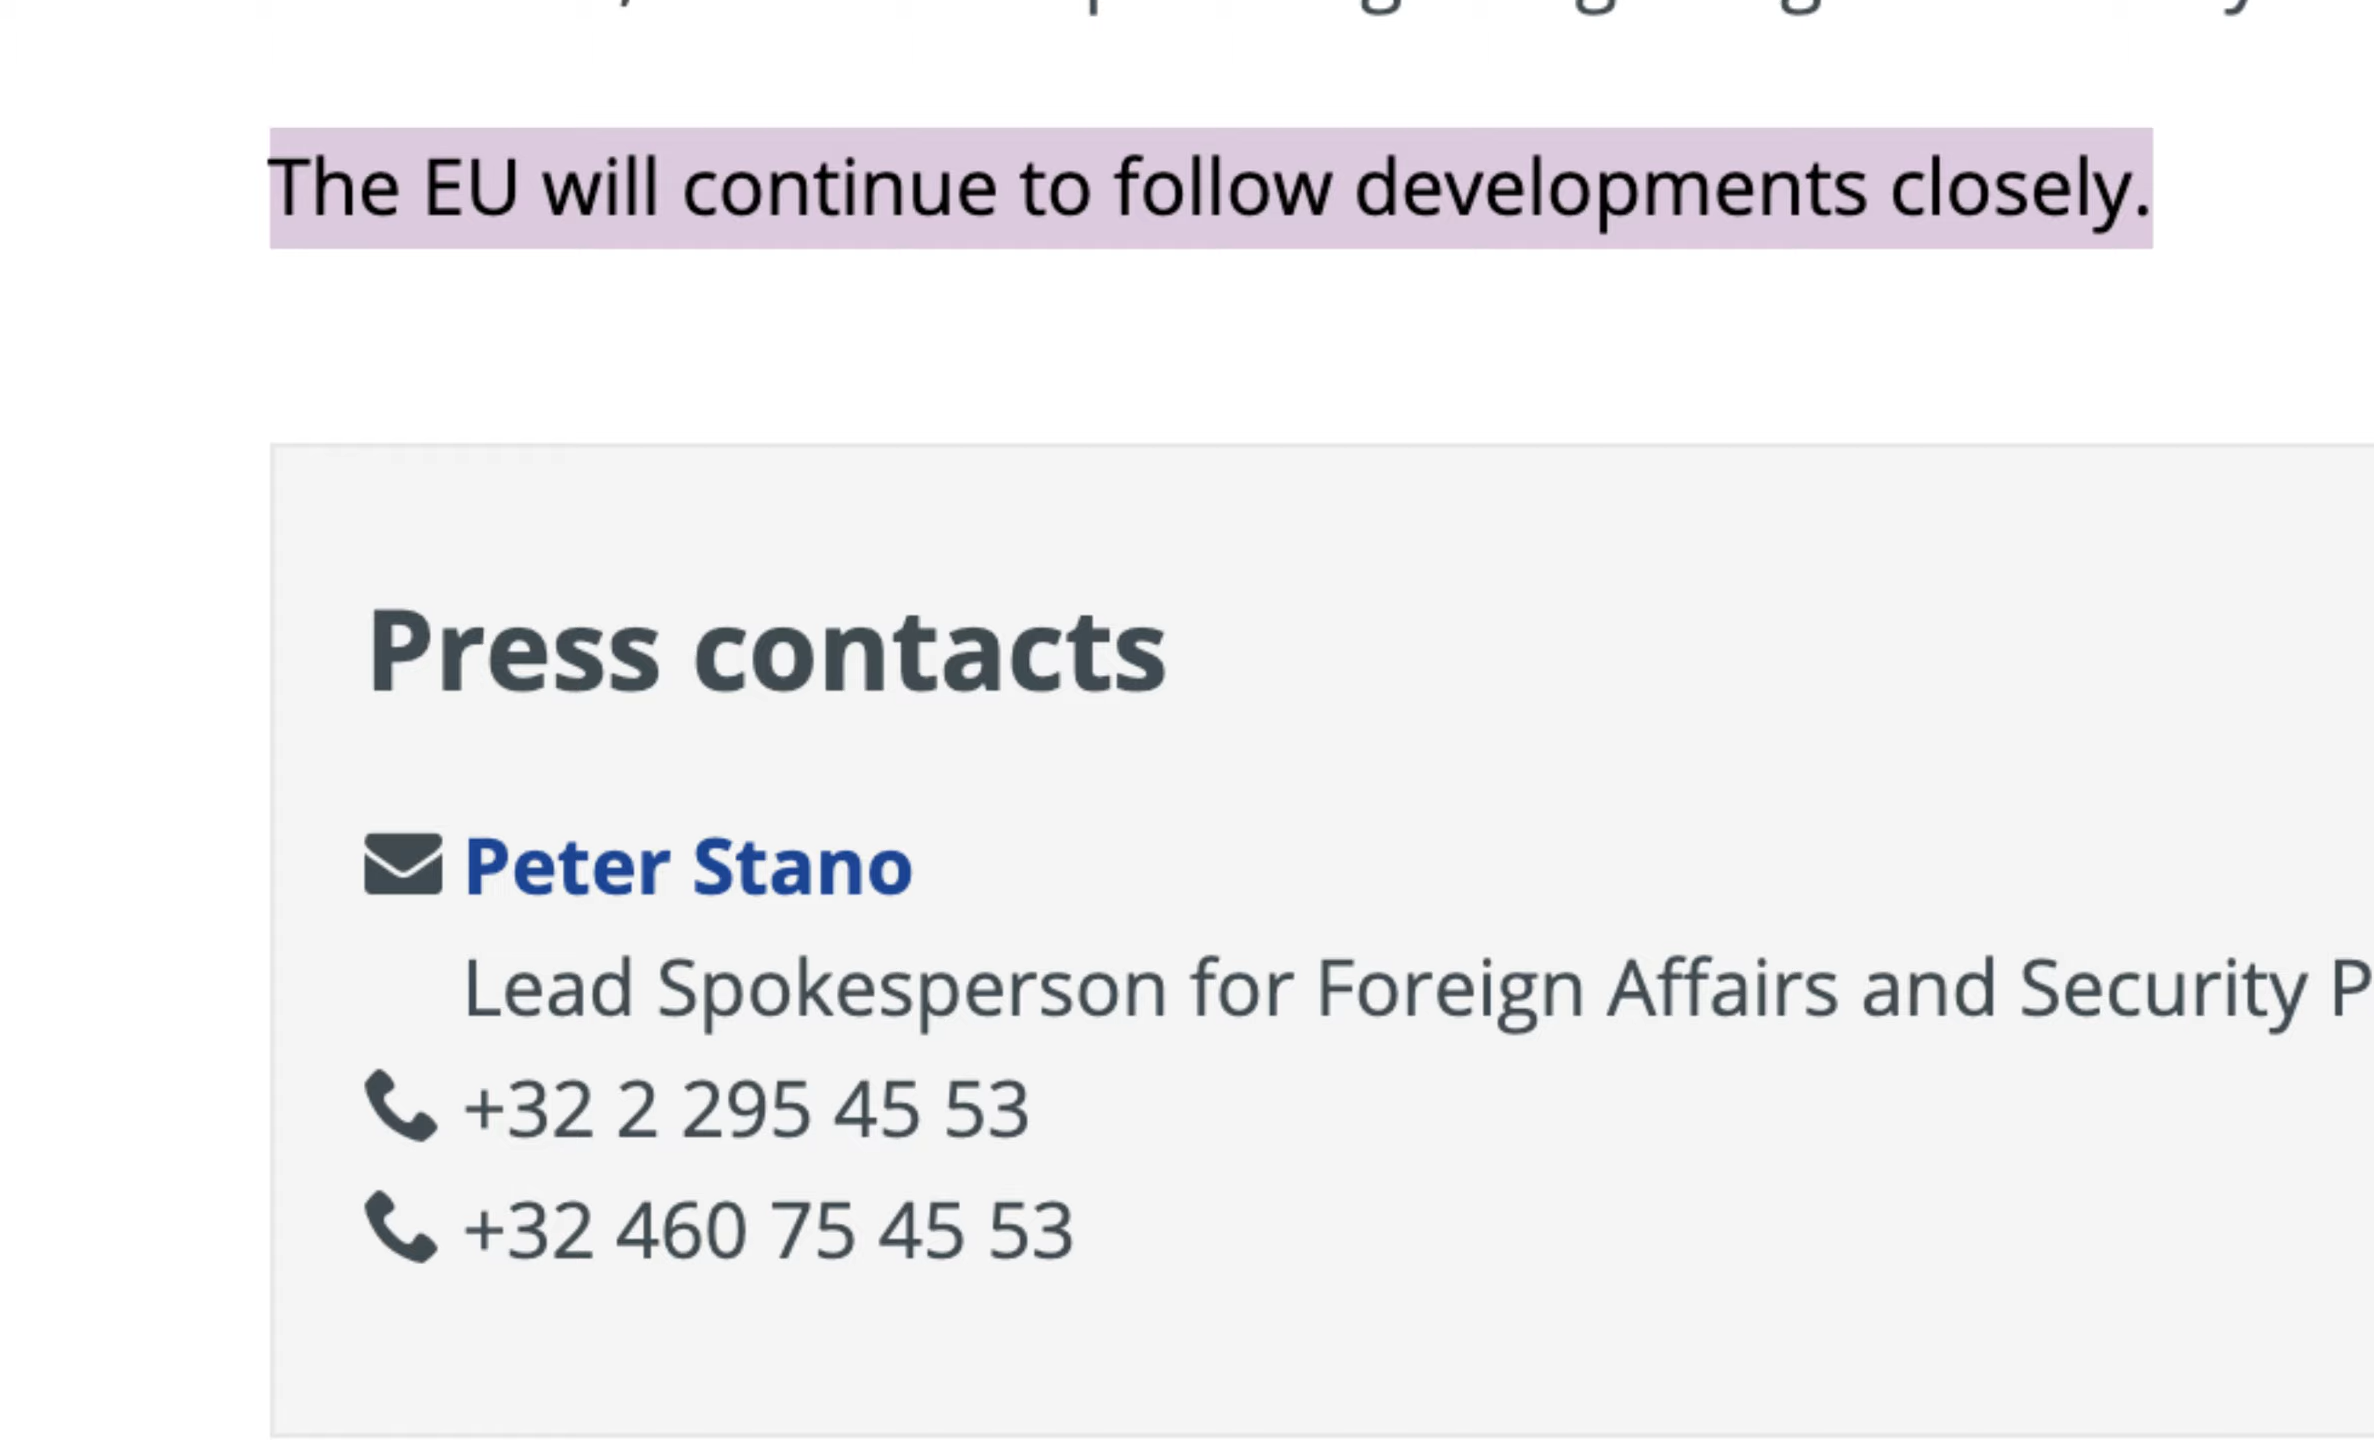 The EU will continue to follow developments closely.
Press contacts
Peter Stano
Lead Spokesperson for Foreign Affairs and Security P
+32 2 295 45 53
+32 460 75 45 53